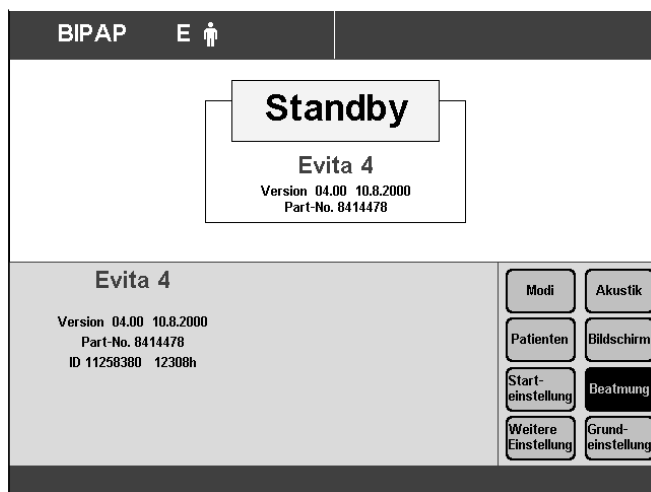 BIPAP E
Standby
Evita 4
Version 04.00 10.8.2000
Part-No. 8414478
Evita 4
Version 04.00 10.8.2000
Part-No. 8414478
ID 11258380 12308h
Modi
Akustik
Patienten
Bildschirm
Start-
einstellung
Beatmung
Weitere
Einstellung
Grund-
einstellung